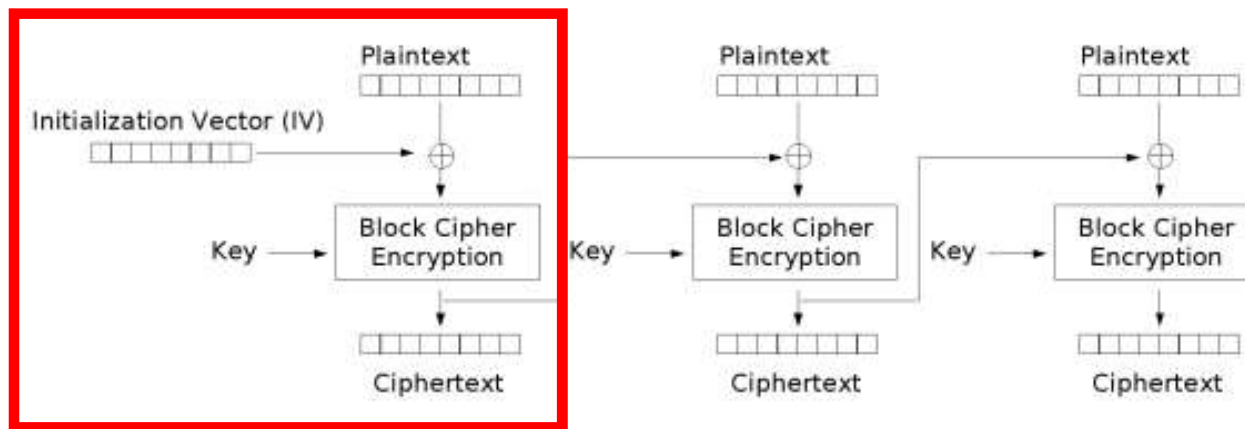 Plaintext
Plaintext
Plaintext
Initialization Vector (IV)
Block Cipher
Encryption
Key
Block Cipher
Encryption
Key
Block Cipher
Encryption
Key
Ciphertext
Ciphertext
Ciphertext